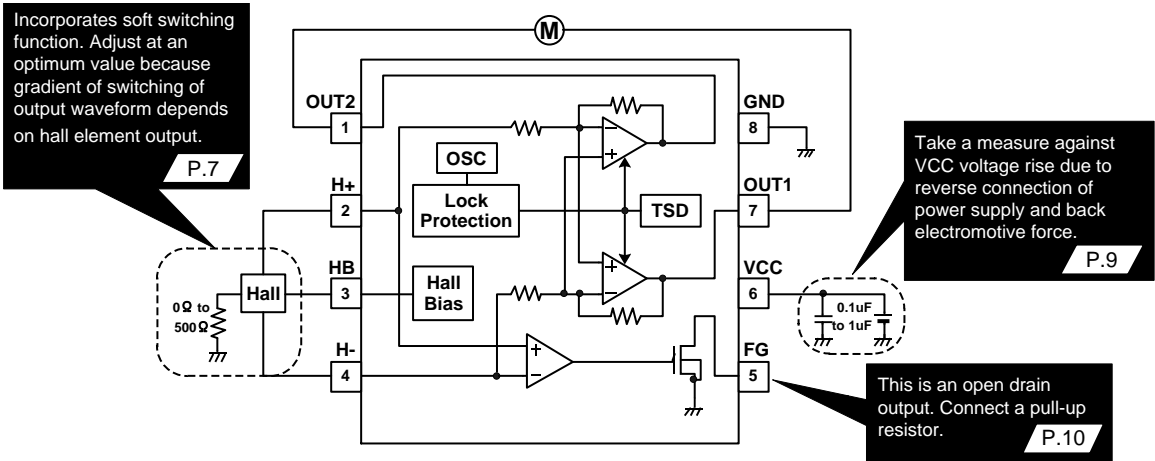 Incorporates soft switching
function. Adjust at an
optimum value because
gradient of switching of
output waveform depends
on hall element output.
P.7
M
OUT2
1
GND
8
OSC
Lock
Protection
TSD
H+
2
OUT1
7
HB
3
Hall
Bias
VCC
6
Hall
0Ω to
500Ω
H-
4
FG
5
0.1uF
to 1uF
Take a measure against
VCC voltage rise due to
reverse connection of
power supply and back
electromotive force.
P.9
This is an open drain
output. Connect a pull-up
resistor.
P.10